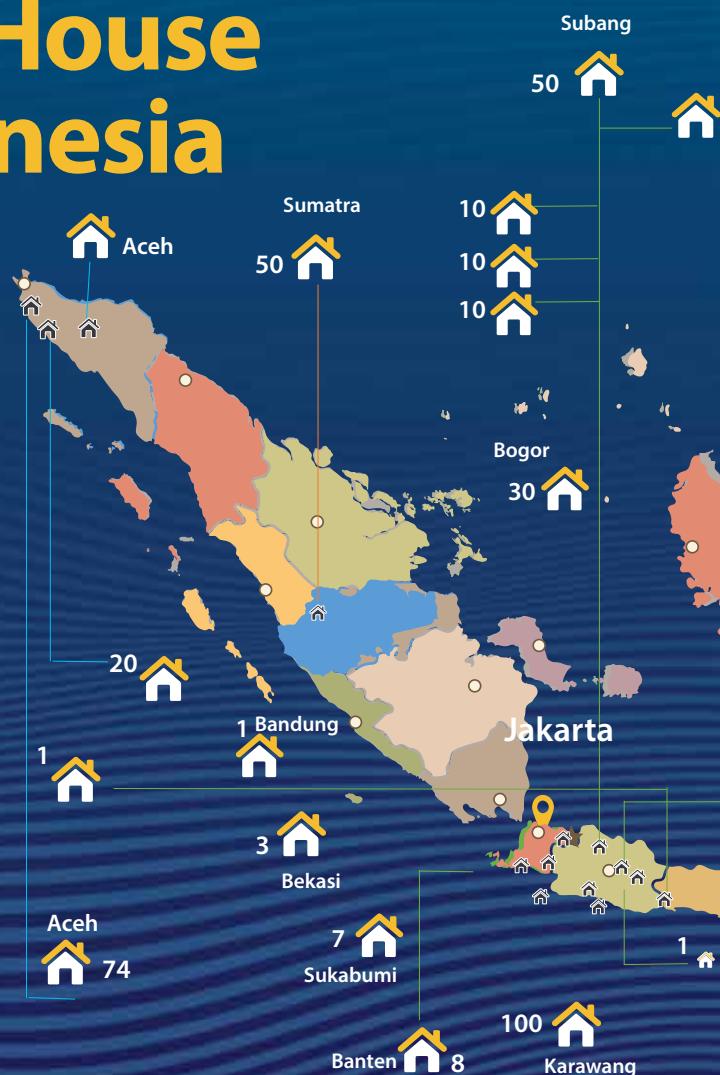 House
nesia
Subang
50
Sumatra
50
Aceh
10
10
10
Bogor
30
20
1 Bandung
Jakarta
1
3
Bekasi
Aceh
74
7
Sukabumi
1
100
Karawang
Banten 8